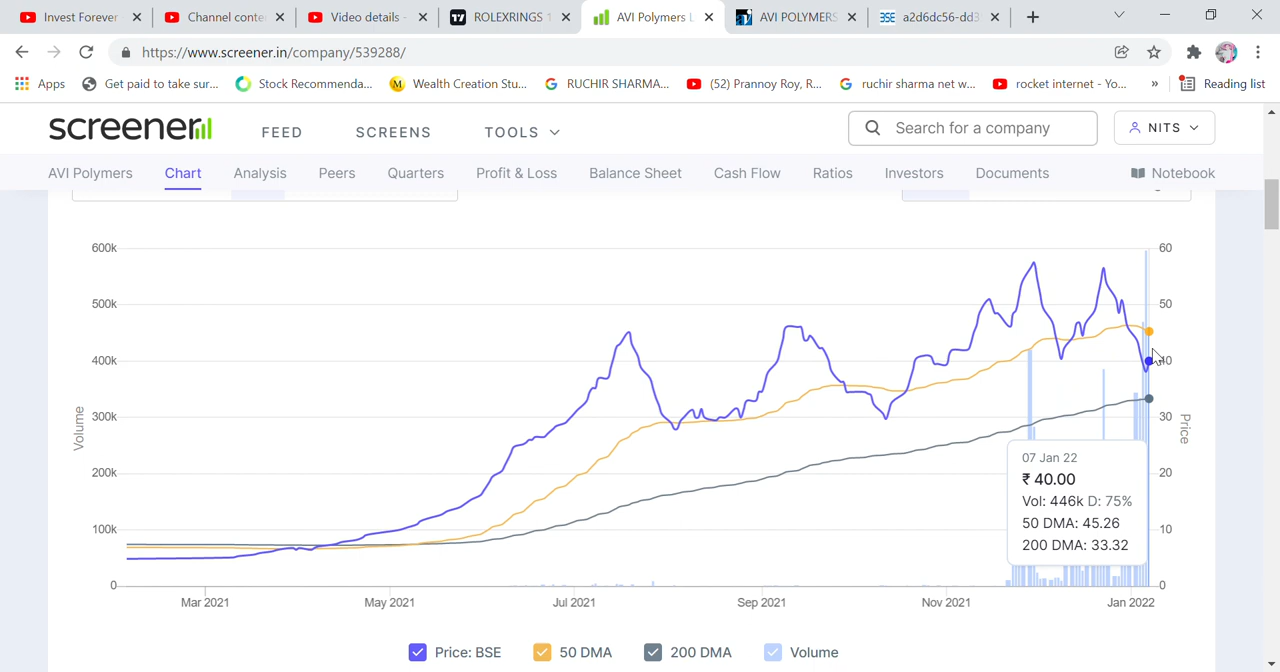 Invest Forever
Channel conte
Video details -
ROLEXRINGS 1
AVI Polymers L
AVI POLYMERS
a2d6dc56-dd3
https://www.screener.in/company/539288/
Apps
Get paid to take sur...
Stock Recommenda...
Wealth Creation Stu...
RUCHIR SHARMA...
(52) Prannoy Roy, R...
ruchir sharma net w...
rocket internet - Yo...
»
Reading list
screener
FEED
SCREENS
TOOLS
Search for a company
NITS
AVI Polymers
Chart
Analysis
Peers
Quarters
Profit & Loss
Balance Sheet
Cash Flow
Ratios
Investors
Documents
Notebook
600k
500k
400k
300k
200k
100k
0
Volume
60
50
40
30
20
10
0
Price
07 Jan 22
₹ 40.00
Vol: 446k D: 75%
50 DMA: 45.26
200 DMA: 33.32
Mar 2021
May 2021
Jul 2021
Sep 2021
Nov 2021
Jan 2022
Price: BSE
50 DMA
200 DMA
Volume